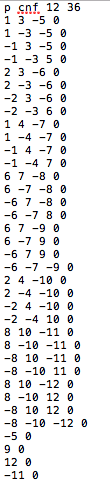 p cnf 12 36
1 3 -5 0
1 -3 5 0
-1 3 5 0
-1 -3 -5 0
2 3 -6 0
2 -3 6 0
-2 3 6 0
-2 -3 6 0
1 4 -7 0
1 -4 7 0
-1 4 7 0
-1 -4 7 0
6 7 -8 0
6 -7 8 0
-6 7 8 0
-6 -7 8 0
6 7 -9 0
6 -7 9 0
-6 7 9 0
-6 -7 -9 0
2 4 -10 0
2 -4 10 0
-2 4 10 0
-2 -4 10 0
8 10 -11 0
8 -10 -11 0
-8 10 -11 0
-8 -10 11 0
8 10 -12 0
8 -10 12 0
-8 10 12 0
-8 -10 -12 0
-5 0
9 0
12 0
-11 0